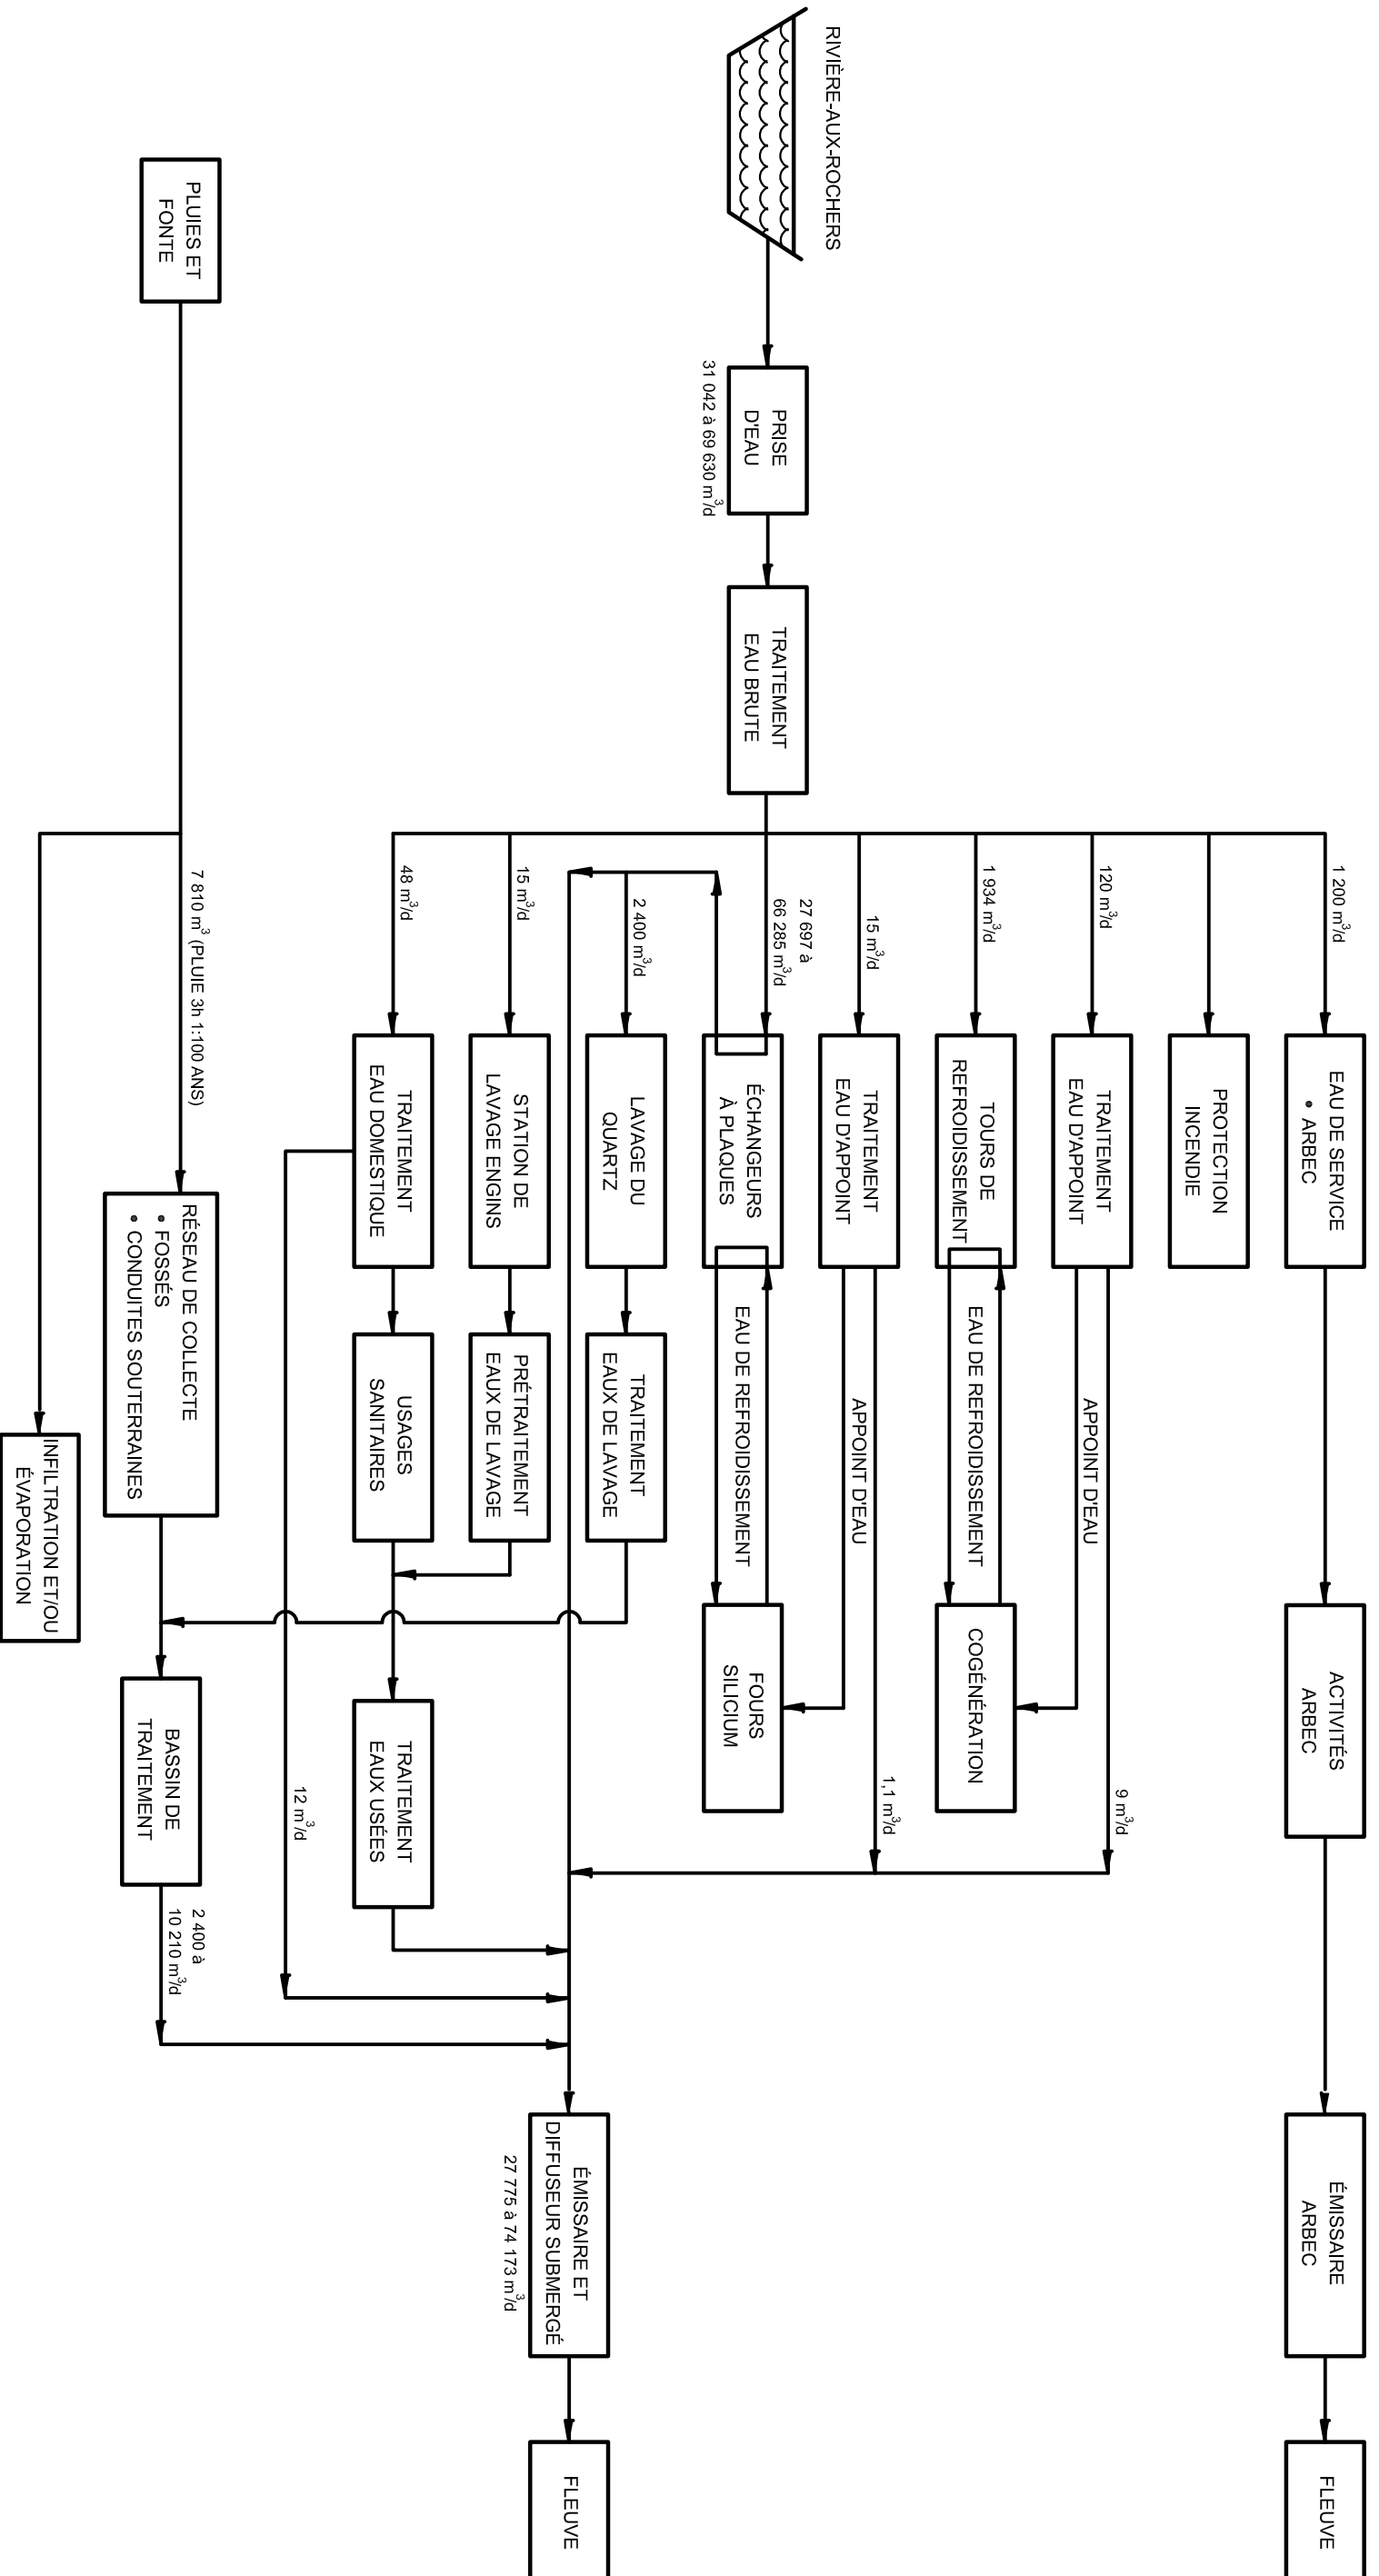 RIVIÈRE-AUX-ROCHERS
PRISE
D'EAU
31 042 à 69 630 m³/d
TRAITEMENT
EAU BRUTE
1 200 m³/d
EAU DE SERVICE
• ARBEC
ACTIVITÉS
ARBEC
ÉMISSAIRE
ARBEC
FLEUVE
PROTECTION
INCENDIE
120 m³/d
TRAITEMENT
EAU D'APPOINT
9 m³/d
APPOINT D'EAU
1 934 m³/d
TOURS DE
REFROIDISSEMENT
EAU DE REFROIDISSEMENT
COGÉNÉRATION
15 m³/d
TRAITEMENT
EAU D'APPOINT
1,1 m³/d
APPOINT D'EAU
27 697 à
66 285 m³/d
ÉCHANGEURS
À PLAQUES
EAU DE REFROIDISSEMENT
FOURS
SILICIUM
2 400 m³/d
LAVAGE DU
QUARTZ
TRAITEMENT
EAUX DE LAVAGE
ÉMISSAIRE ET
DIFFUSEUR SUBMERGÉ
27 775 à 74 173 m³/d
FLEUVE
15 m³/d
STATION DE
LAVAGE ENGINS
PRÉTRAITEMENT
EAUX DE LAVAGE
48 m³/d
TRAITEMENT
EAU DOMESTIQUE
USAGES
SANITAIRES
TRAITEMENT
EAUX USÉES
12 m³/d
PLUIES ET
FONTE
7 810 m³ (PLUIE 3h 1:100 ANS)
RÉSEAU DE COLLECTE
• FOSSÉS
• CONDUITES SOUTERRAINES
BASSIN DE
TRAITEMENT
2 400 à
10 210 m³/d
INFILTRATION ET/OU
ÉVAPORATION